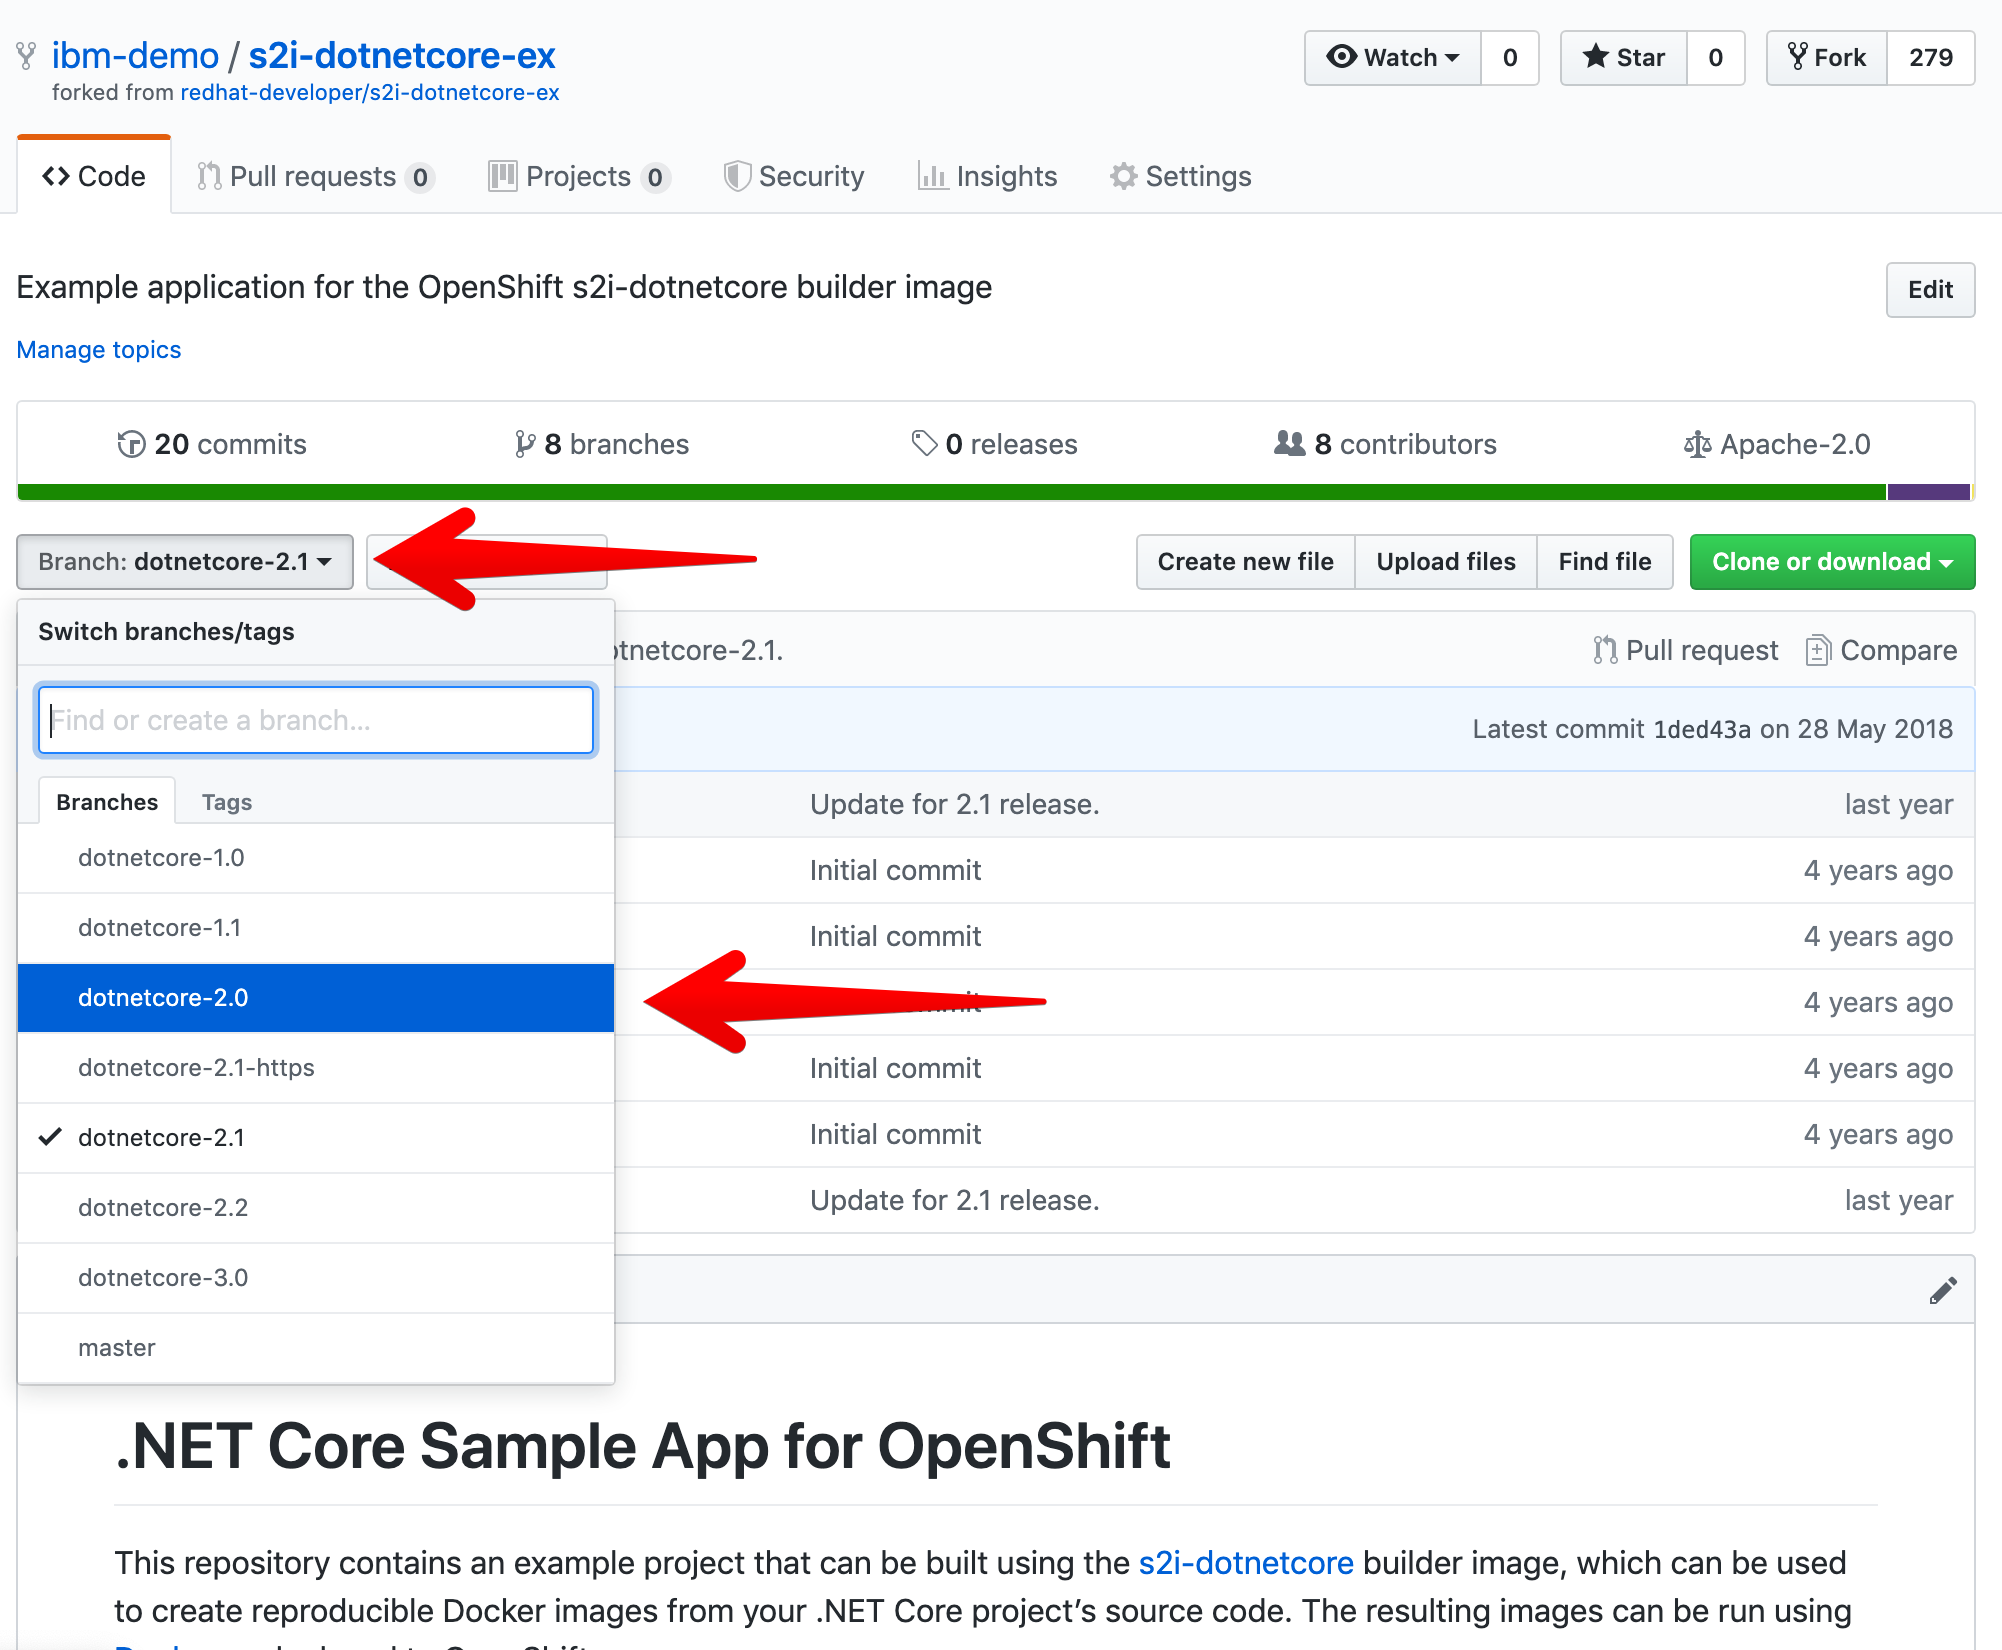 ibm-demo / s2i-dotnetcore-ex
Watch 0 Star 0 Fork 279
forked from redhat-developer/s2i-dotnetcore-ex
Code Pull requests 0 Projects 0 Security Insights Settings
Example application for the OpenShift s2i-dotnetcore builder image
Edit
Manage topics
20 commits 8 branches 0 releases 8 contributors Apache-2.0
Branch: dotnetcore-2.1
Create new file Upload files Find file Clone or download
Switch branches/tags
tnetcore-2.1.
Pull request Compare
Find or create a branch...
Latest commit 1ded43a on 28 May 2018
Branches Tags
Update for 2.1 release. last year
dotnetcore-1.0
Initial commit 4 years ago
dotnetcore-1.1
Initial commit 4 years ago
dotnetcore-2.0
4 years ago
dotnetcore-2.1-https
Initial commit 4 years ago
dotnetcore-2.1
Initial commit 4 years ago
dotnetcore-2.2
Update for 2.1 release. last year
dotnetcore-3.0
master
.NET Core Sample App for OpenShift
This repository contains an example project that can be built using the s2i-dotnetcore builder image, which can be used
to create reproducible Docker images from your .NET Core project's source code. The resulting images can be run using